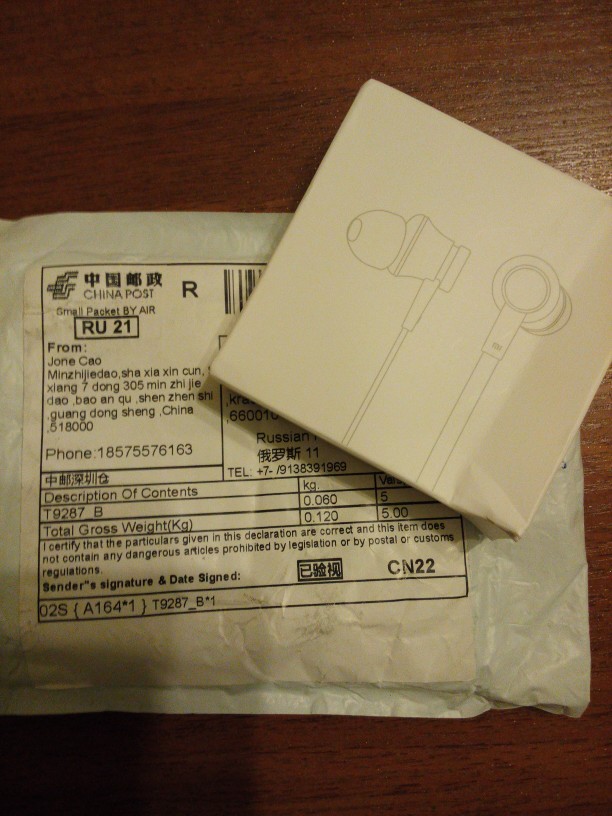 中国邮政
CHINA POST
R
Small Packet BY AIR
RU 21
From:
Jone Cao
Minzhijiedao,sha xia xin cun,
xiang 7 dong 305 min zhi jie
dao ,bao an qu ,shen zhen shi
,guang dong sheng ,China
,518000
Phone:18575576163
,kra
,660010
Russian
俄罗斯 11
TEL: +7- /9138391969
中邮深圳仓
kg.
Description Of Contents
0.060
5
T9287_B
0.120
5.00
Total Gross Weight(Kg)
I certify that the particulars given in this declaration are correct and this item does
not contain any dangerous articles prohibited by legislation or by postal or customs
regulations.
Sender"s signature & Date Signed:
已验视
CN22
02S { A164*1 } T9287_B*1